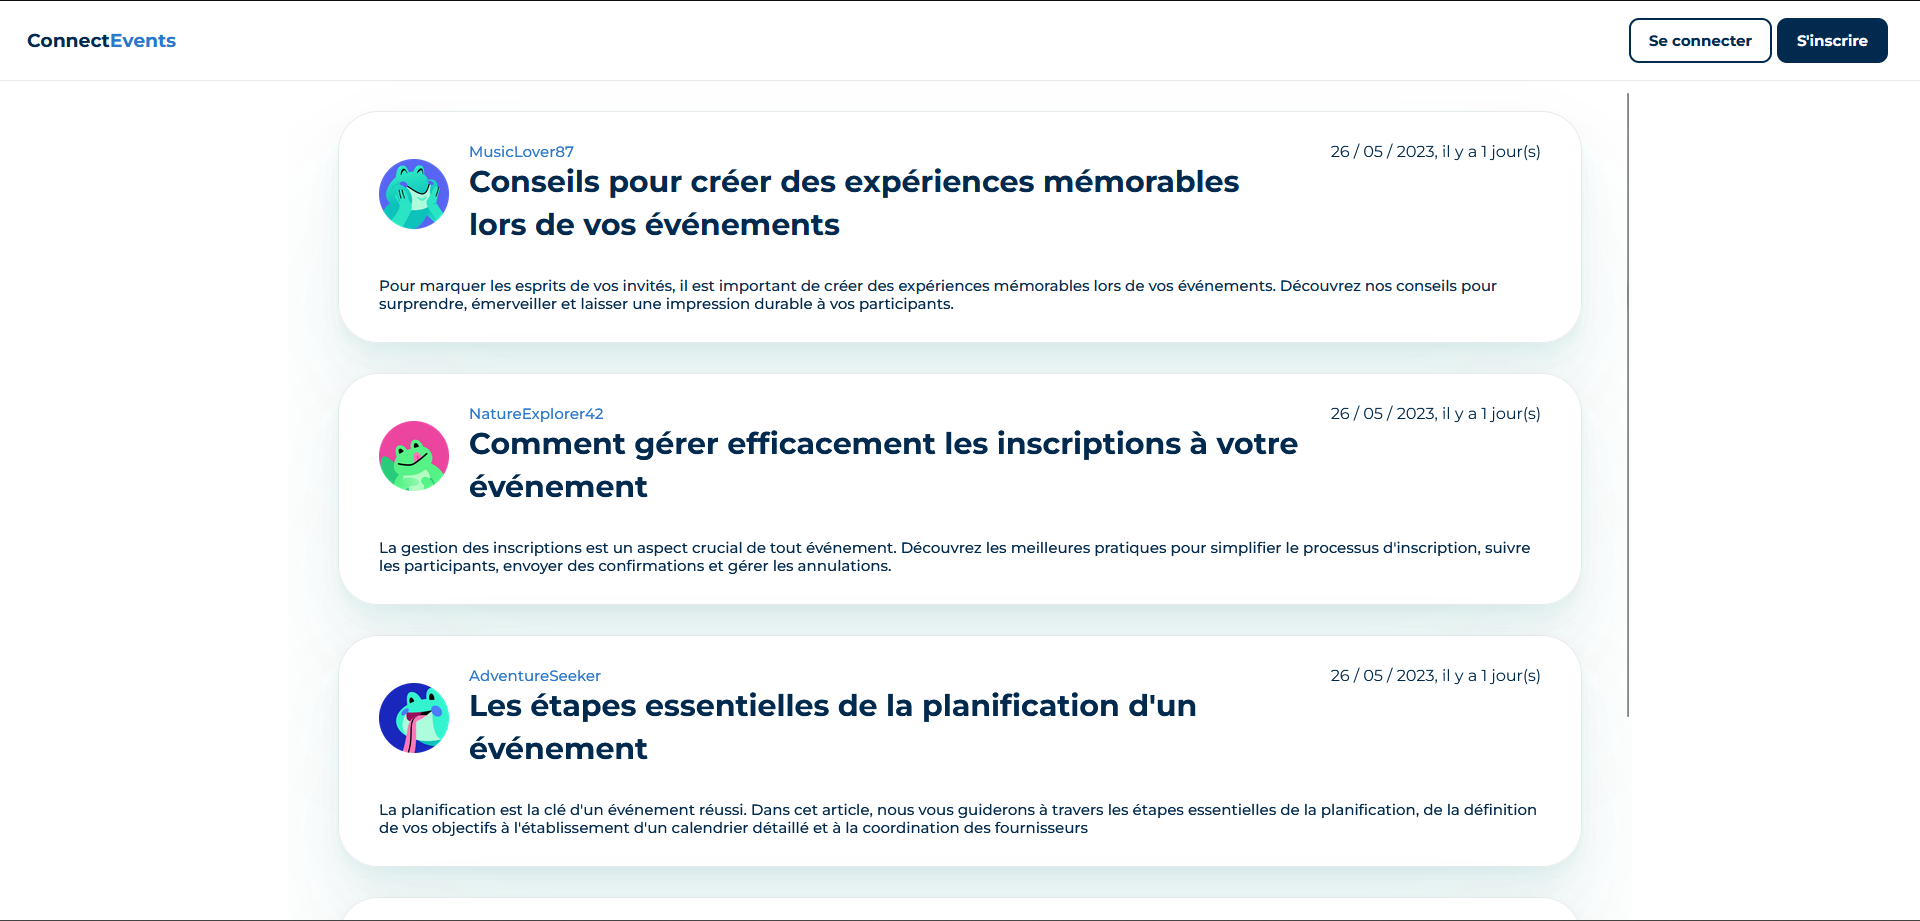 ConnectEvents
Se connecter
S'inscrire
MusicLover87
26 / 05 / 2023, il y a 1 jour(s)
Conseils pour créer des expériences mémorables
lors de vos événements
Pour marquer les esprits de vos invités, il est important de créer des expériences mémorables lors de vos événements. Découvrez nos conseils pour
surprendre, émerveiller et laisser une impression durable à vos participants.
NatureExplorer42
26 / 05 / 2023, il y a 1 jour(s)
Comment gérer efficacement les inscriptions à votre
événement
La gestion des inscriptions est un aspect crucial de tout événement. Découvrez les meilleures pratiques pour simplifier le processus d'inscription, suivre
les participants, envoyer des confirmations et gérer les annulations.
AdventureSeeker
26 / 05 / 2023, il y a 1 jour(s)
Les étapes essentielles de la planification d'un
événement
La planification est la clé d'un événement réussi. Dans cet article, nous vous guiderons à travers les étapes essentielles de la planification, de la définition
de vos objectifs à l'établissement d'un calendrier détaillé et à la coordination des fournisseurs